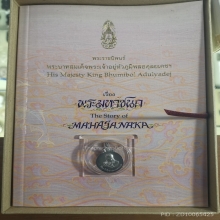 พระราชนิพนธ์
พระบาทสมเด็จพระเจ้าอยู่หัวภูมิพลอดุลยเดช
His Majesty King Bhumibol Adulyadej
เรื่อง
พระมหาชนก
The Story of
MAHAJANAKA